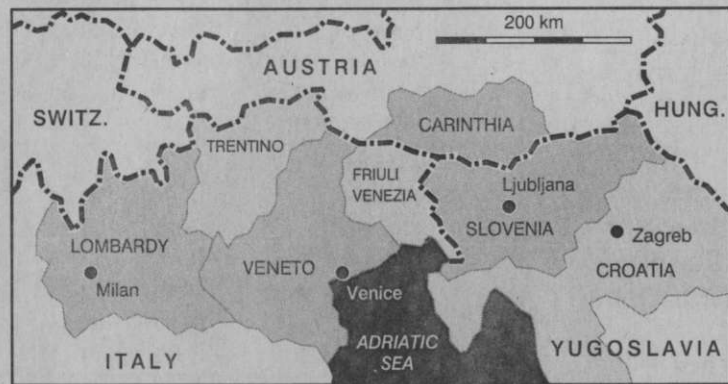 200 km
AUSTRIA
SWITZ.
HUNG.
CARINTHIA
TRENTINO
FRIULI
VENEZIA
Ljubljana
SLOVENIA
Zagreb
LOMBARDY
VENETO
CROATIA
Milan
Venice
ADRIATIC
SEA
ITALY
YUGOSLAVIA